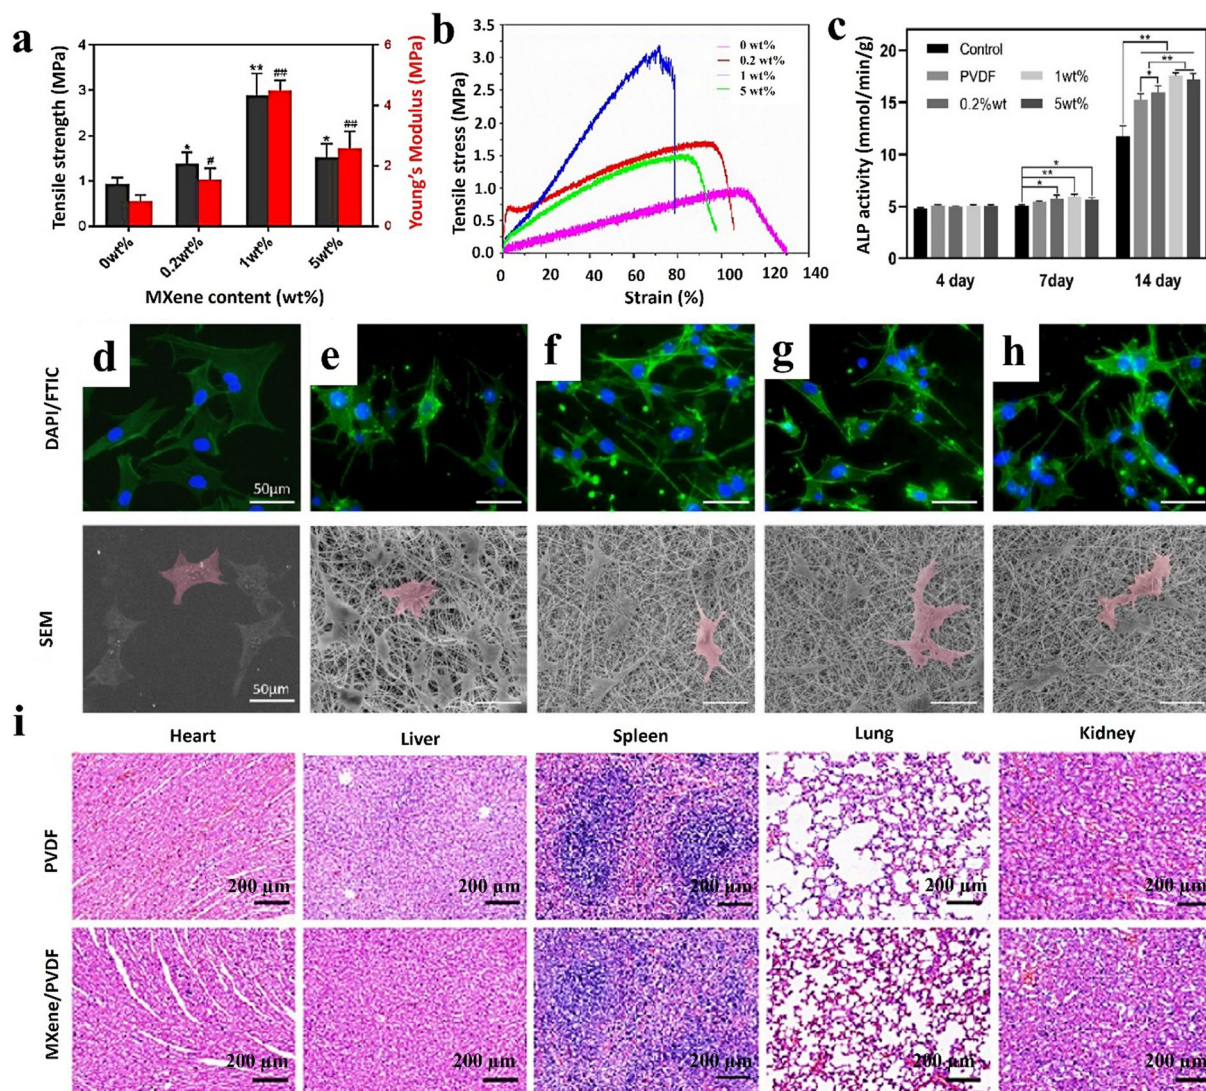 a
Tensile strength (MPa)
4
3
2
1
0
Young's Modulus (MPa)
6
4
2
0
*
#
**
##
*
##
0wt%
0.2wt%
1wt%
5wt%
MXene content (wt%)
b
Tensile stress (MPa)
3.5
3.0
2.5
2.0
1.5
1.0
0.5
0.0
0 wt%
0.2 wt%
1 wt%
5 wt%
0 20 40 60 80 100 120 140
Strain (%)
c
ALP activity (mmol/min/g)
20
15
10
5
0
Control
PVDF
1wt%
0.2%wt
5wt%
*
**
*
**
**
*
4 day
7day
14 day
DAPI/FTIC
d
e
f
g
h
50μm
SEM
50μm
i
Heart
Liver
Spleen
Lung
Kidney
PVDF
200 μm
200 μm
200 μm
200 μm
200 μm
MXene/PVDF
200 μm
200 μm
200 μm
200 μm
200 μm